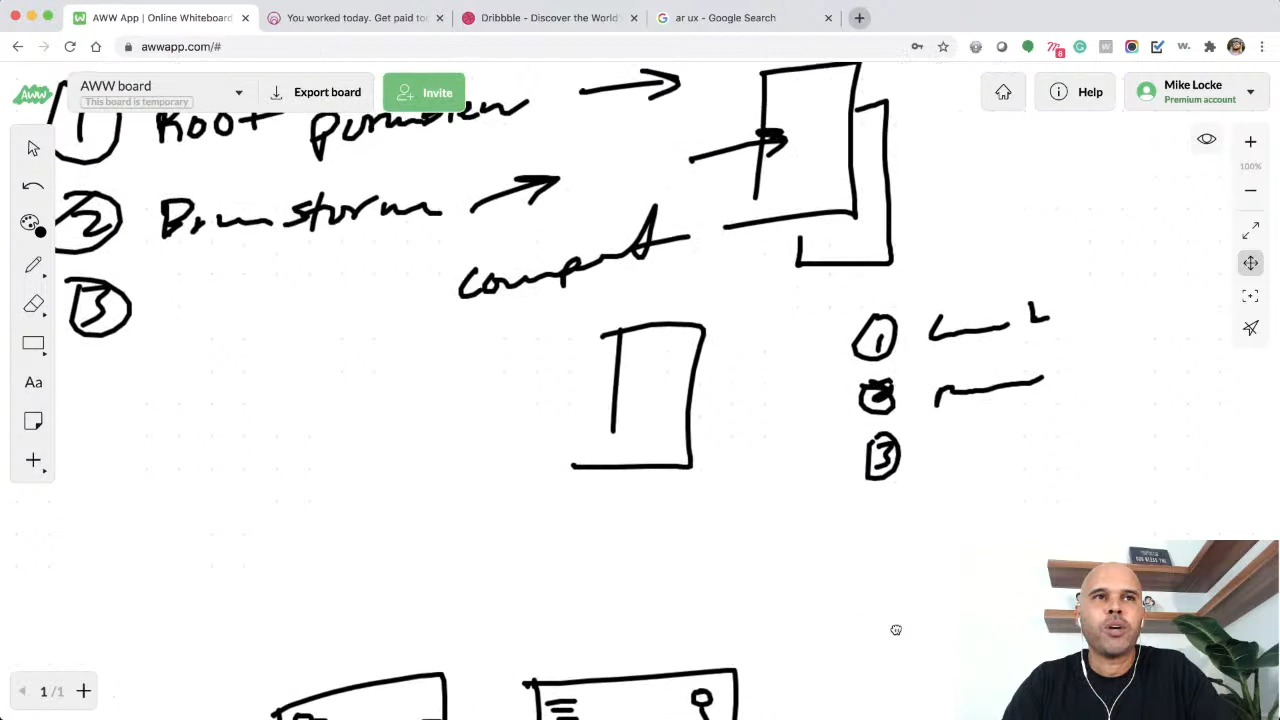 AWW App | Online Whiteboard
You worked today. Get paid to
Dribbble - Discover the World'
ar ux - Google Search
awwapp.com/#
AWW
AWW board
This board is temporary
Export board
Invite
Help
Mike Locke
Premium account
100%
1 Root
2 Brainstorm
3
1
2
3
Aa
1/1